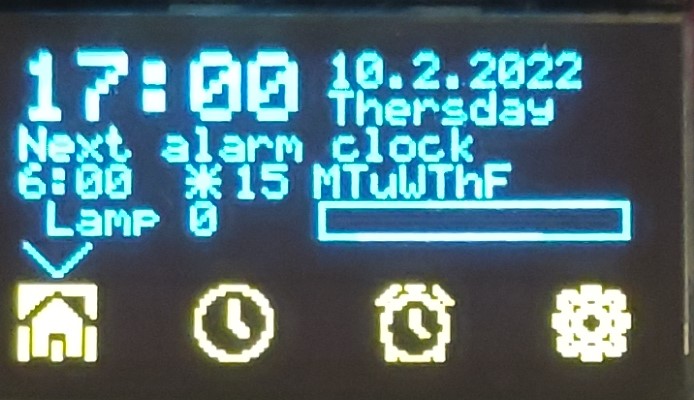 17:00 10.2.2022
Thersday
Next alarm clock
6:00 ☀15 MTuWThF
Lamp 0